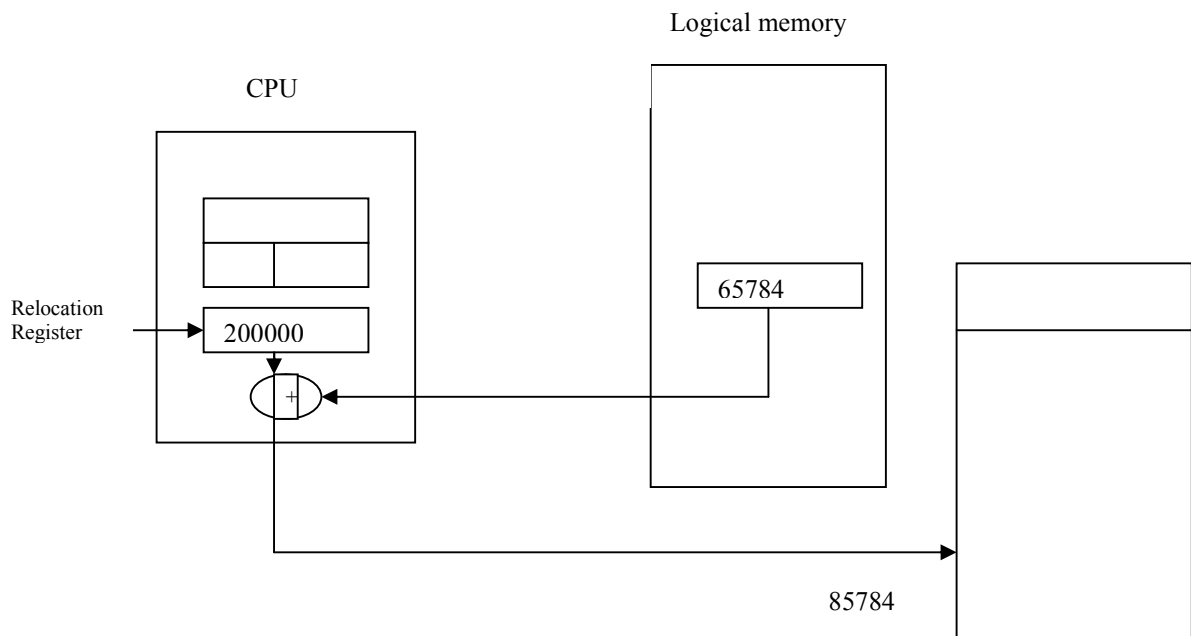 Logical memory
CPU
65784
Relocation
Register
200000
+
85784